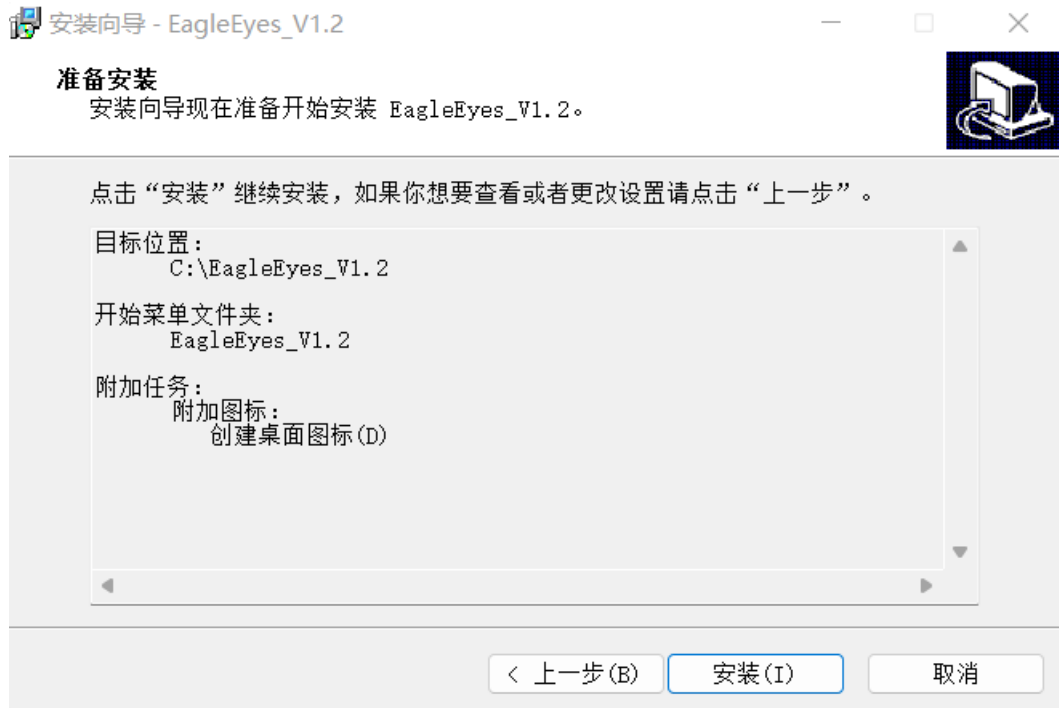 安装向导 - EagleEyes_V1.2
准备安装
安装向导现在准备开始安装 EagleEyes_V1.2。
点击“安装”继续安装，如果你想要查看或者更改设置请点击“上一步”。
目标位置：
C:\EagleEyes_V1.2
开始菜单文件夹：
EagleEyes_V1.2
附加任务：
附加图标：
创建桌面图标(D)
< 上一步(B)
安装(I)
取消